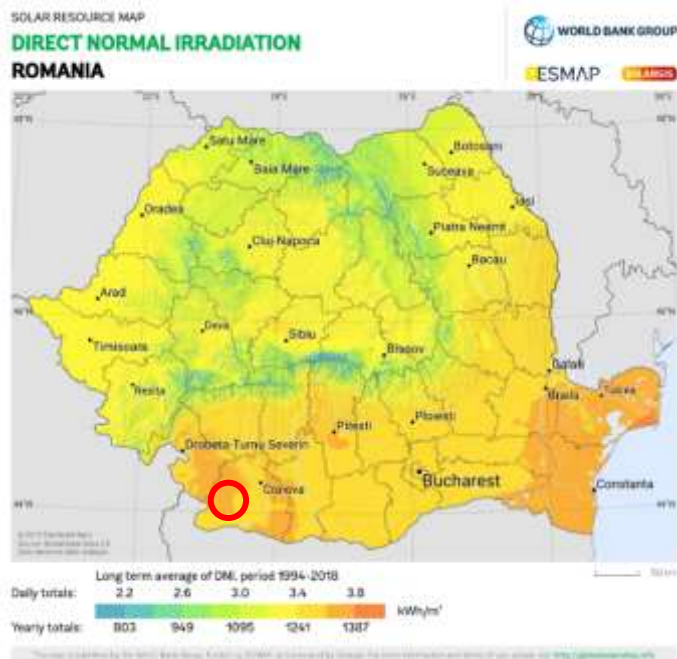 SOLAR RESOURCE MAP
DIRECT NORMAL IRRADIATION
ROMANIA
WORLD BANK GROUP
ESMAP
SOLARGIS
Satu Mare
Baia Mare
Botosani
Suceava
Oradea
Iasi
Cluj-Napoca
Piatra Neamt
Bacau
Arad
Deva
Sibiu
Brasov
Timisoara
Galati
Resita
Braila
Tulcea
Pitesti
Ploiesti
Drobeta-Turnu Severin
Bucharest
Craiova
Constanta
Long term average of DNI, period 1994-2018
Daily totals: 2.2 2.6 3.0 3.4 3.8
kWh/m²
Yearly totals: 803 949 1095 1241 1387